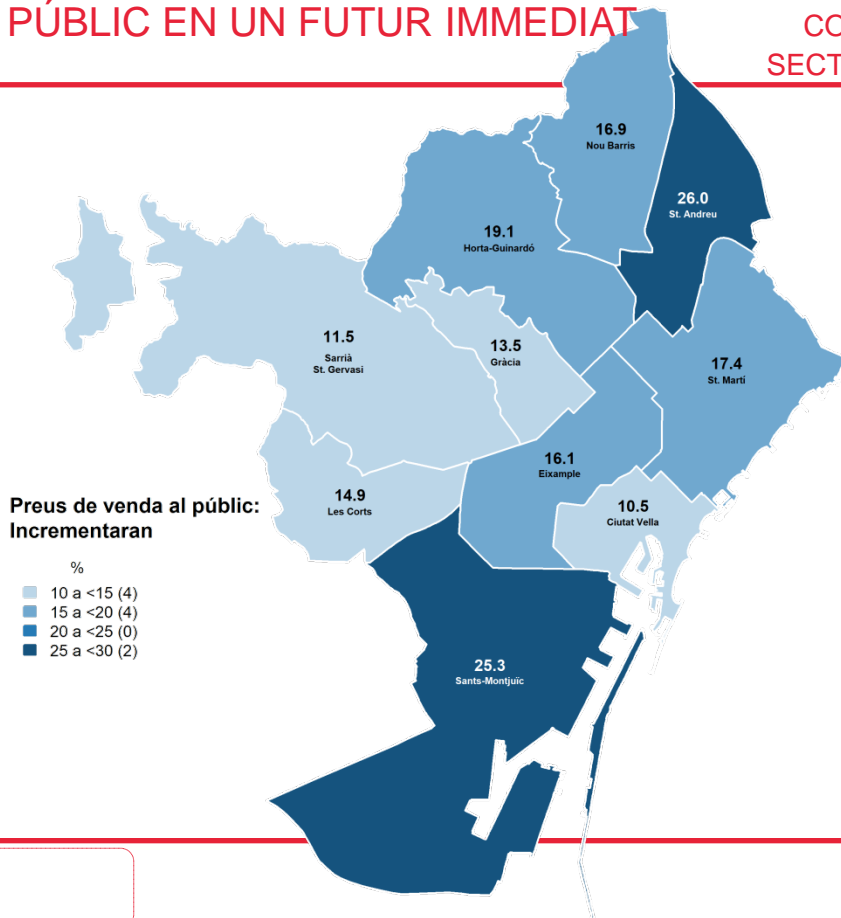 PÚBLIC EN UN FUTUR IMMEDIAT
CO
SECT
16.9
Nou Barris
26.0
St. Andreu
19.1
Horta-Guinardó
11.5
Sarrià
St. Gervasi
13.5
Gràcia
17.4
St. Martí
16.1
Eixample
14.9
Les Corts
10.5
Ciutat Vella
Preus de venda al públic:
Incrementaran
%
10 a <15 (4)
15 a <20 (4)
20 a <25 (0)
25 a <30 (2)
25.3
Sants-Montjuïc